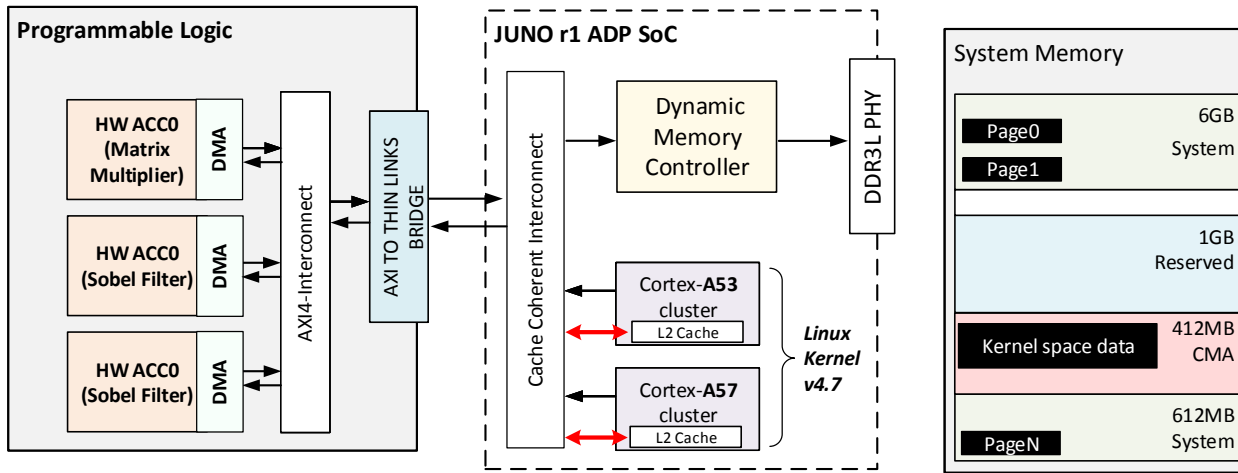 Programmable Logic
HW ACC0
(Matrix
Multiplier)
DMA
HW ACC0
(Sobel Filter)
DMA
HW ACC0
(Sobel Filter)
DMA
AXI4-Interconnect
AXI TO THIN LINKS
BRIDGE
JUNO r1 ADP SoC
Cache Coherent Interconnect
Dynamic
Memory
Controller
DDR3L PHY
Cortex-A53
cluster
L2 Cache
Cortex-A57
cluster
L2 Cache
Linux
Kernel
v4.7
System Memory
6GB
System
Page0
Page1
1GB
Reserved
412MB
CMA
Kernel space data
612MB
System
PageN